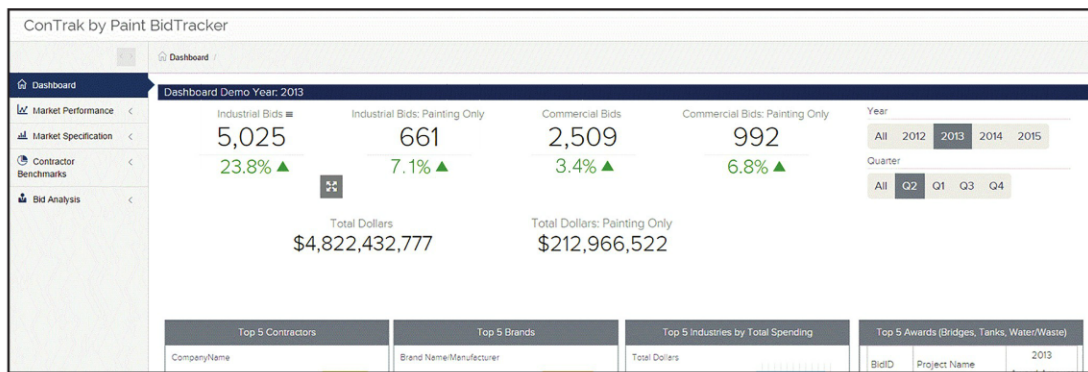 ConTrak by Paint BidTracker
Dashboard /
Dashboard
Market Performance
Market Specification
Contractor
Benchmarks
Bid Analysis
Dashboard Demo Year: 2013
Industrial Bids
5,025
23.8%
Industrial Bids: Painting Only
661
7.1%
Commercial Bids
2,509
3.4%
Commercial Bids: Painting Only
992
6.8%
Year
All 2012 2013 2014 2015
Quarter
All Q2 Q1 Q3 Q4
Total Dollars
$4,822,432,777
Total Dollars: Painting Only
$212,966,522
Top 5 Contractors
CompanyName
Top 5 Brands
Brand Name/Manufacturer
Top 5 Industries by Total Spending
Total Dollars
Top 5 Awards (Bridges, Tanks, Water/Waste)
BidID Project Name 2013